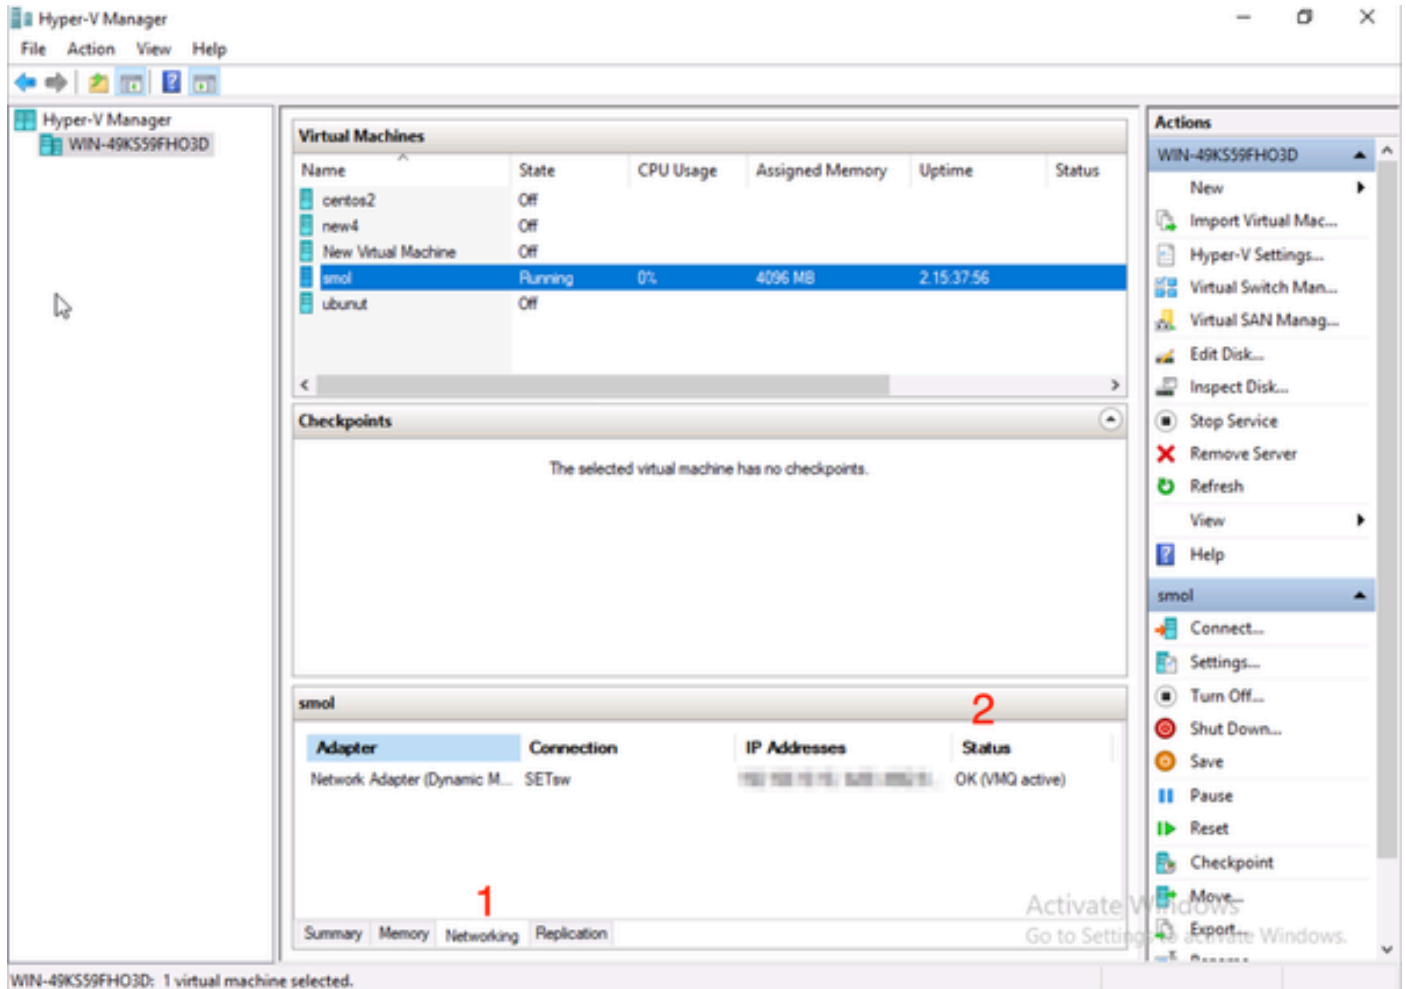 Hyper-V Manager
File Action View Help
Hyper-V Manager
WIN-49KS59FHO3D
Virtual Machines
Name State CPU Usage Assigned Memory Uptime Status
centos2 Off
new4 Off
New Virtual Machine Off
smol Running 0% 4096 MB 2.15:37:56
ubunut Off
Checkpoints
The selected virtual machine has no checkpoints.
smol
2
Adapter Connection IP Addresses Status
Network Adapter (Dynamic M... SETsw OK (VMQ active)
1
Summary Memory Networking Replication
Actions
WIN-49KS59FHO3D
New
Import Virtual Mac...
Hyper-V Settings...
Virtual Switch Man...
Virtual SAN Manag...
Edit Disk...
Inspect Disk...
Stop Service
Remove Server
Refresh
View
Help
smol
Connect...
Settings...
Turn Off...
Shut Down...
Save
Pause
Reset
Checkpoint
Move...
Export...
Activate Windows
Go to Settings to activate Windows.
WIN-49KS59FHO3D: 1 virtual machine selected.